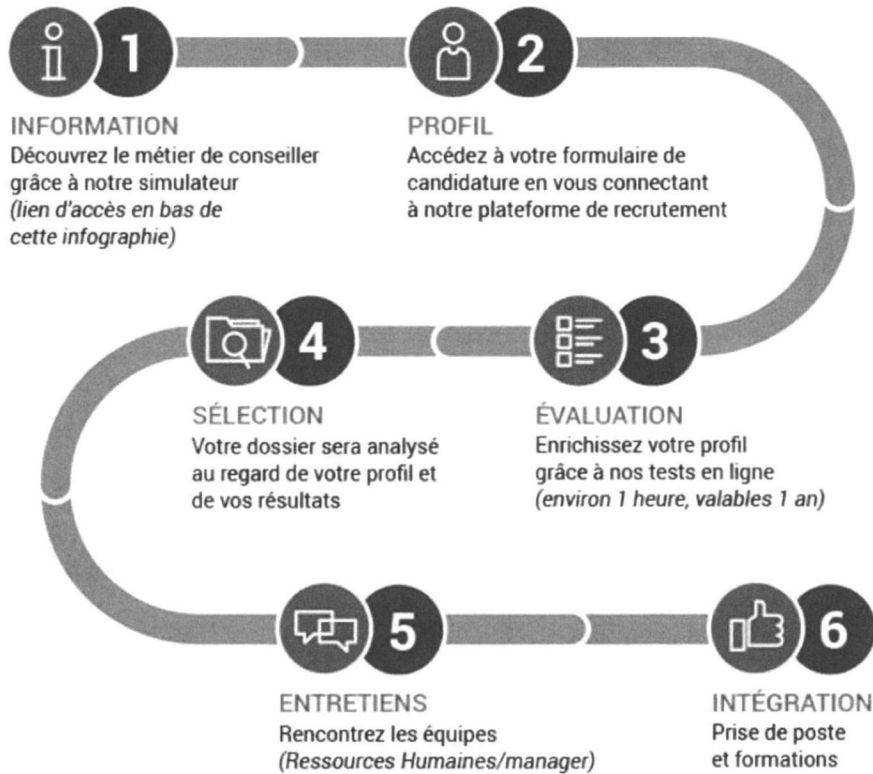 1
INFORMATION
Découvrez le métier de conseiller
grâce à notre simulateur
(lien d'accès en bas de
cette infographie)
2
PROFIL
Accédez à votre formulaire de
candidature en vous connectant
à notre plateforme de recrutement
3
ÉVALUATION
Enrichissez votre profil
grâce à nos tests en ligne
(environ 1 heure, valables 1 an)
4
SÉLECTION
Votre dossier sera analysé
au regard de votre profil et
de vos résultats
5
ENTRETIENS
Rencontrez les équipes
(Ressources Humaines/manager)
6
INTÉGRATION
Prise de poste
et formations